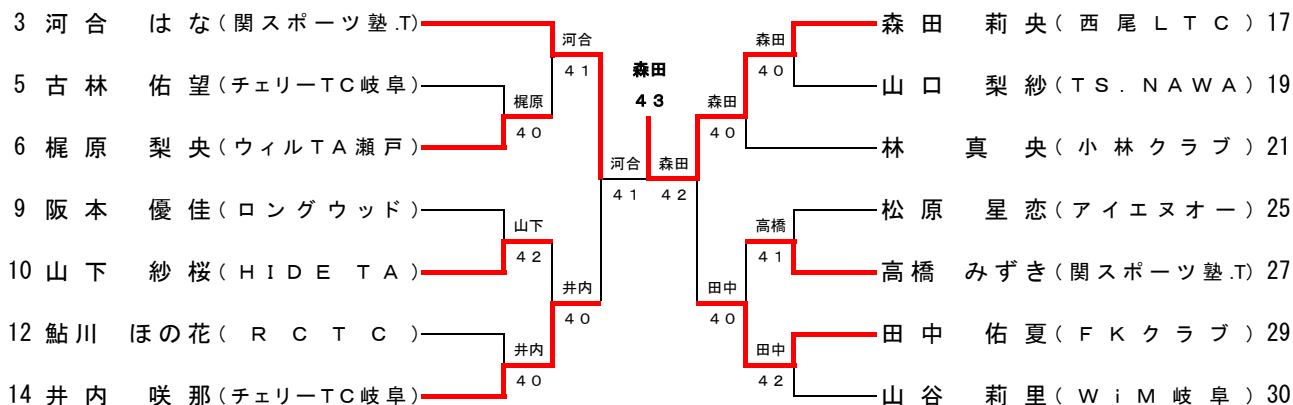 3 河合 はな(関スポーツ塾.T)
5 古林 佑望(チェリーTC岐阜)
6 梶原 梨央(ウィルTA瀬戸)
9 阪本 優佳(ロングウッド)
10 山下 紗桜(HIDE TA)
12 鮎川 ほの花(RCTC)
14 井内 咲那(チェリーTC岐阜)
河合
41
梶原
40
山下
42
井内
40
井内
40
河合
41
森田
43
森田
42
森田
40
森田
40
高橋
41
田中
40
田中
42
森田 莉央(西尾LTC) 17
山口 梨紗(TS.NAWA) 19
林 真央(小林クラブ) 21
松原 星恋(アイエヌオー) 25
高橋 みずき(関スポーツ塾.T) 27
田中 佑夏(FKクラブ) 29
山谷 莉里(WiM岐阜) 30